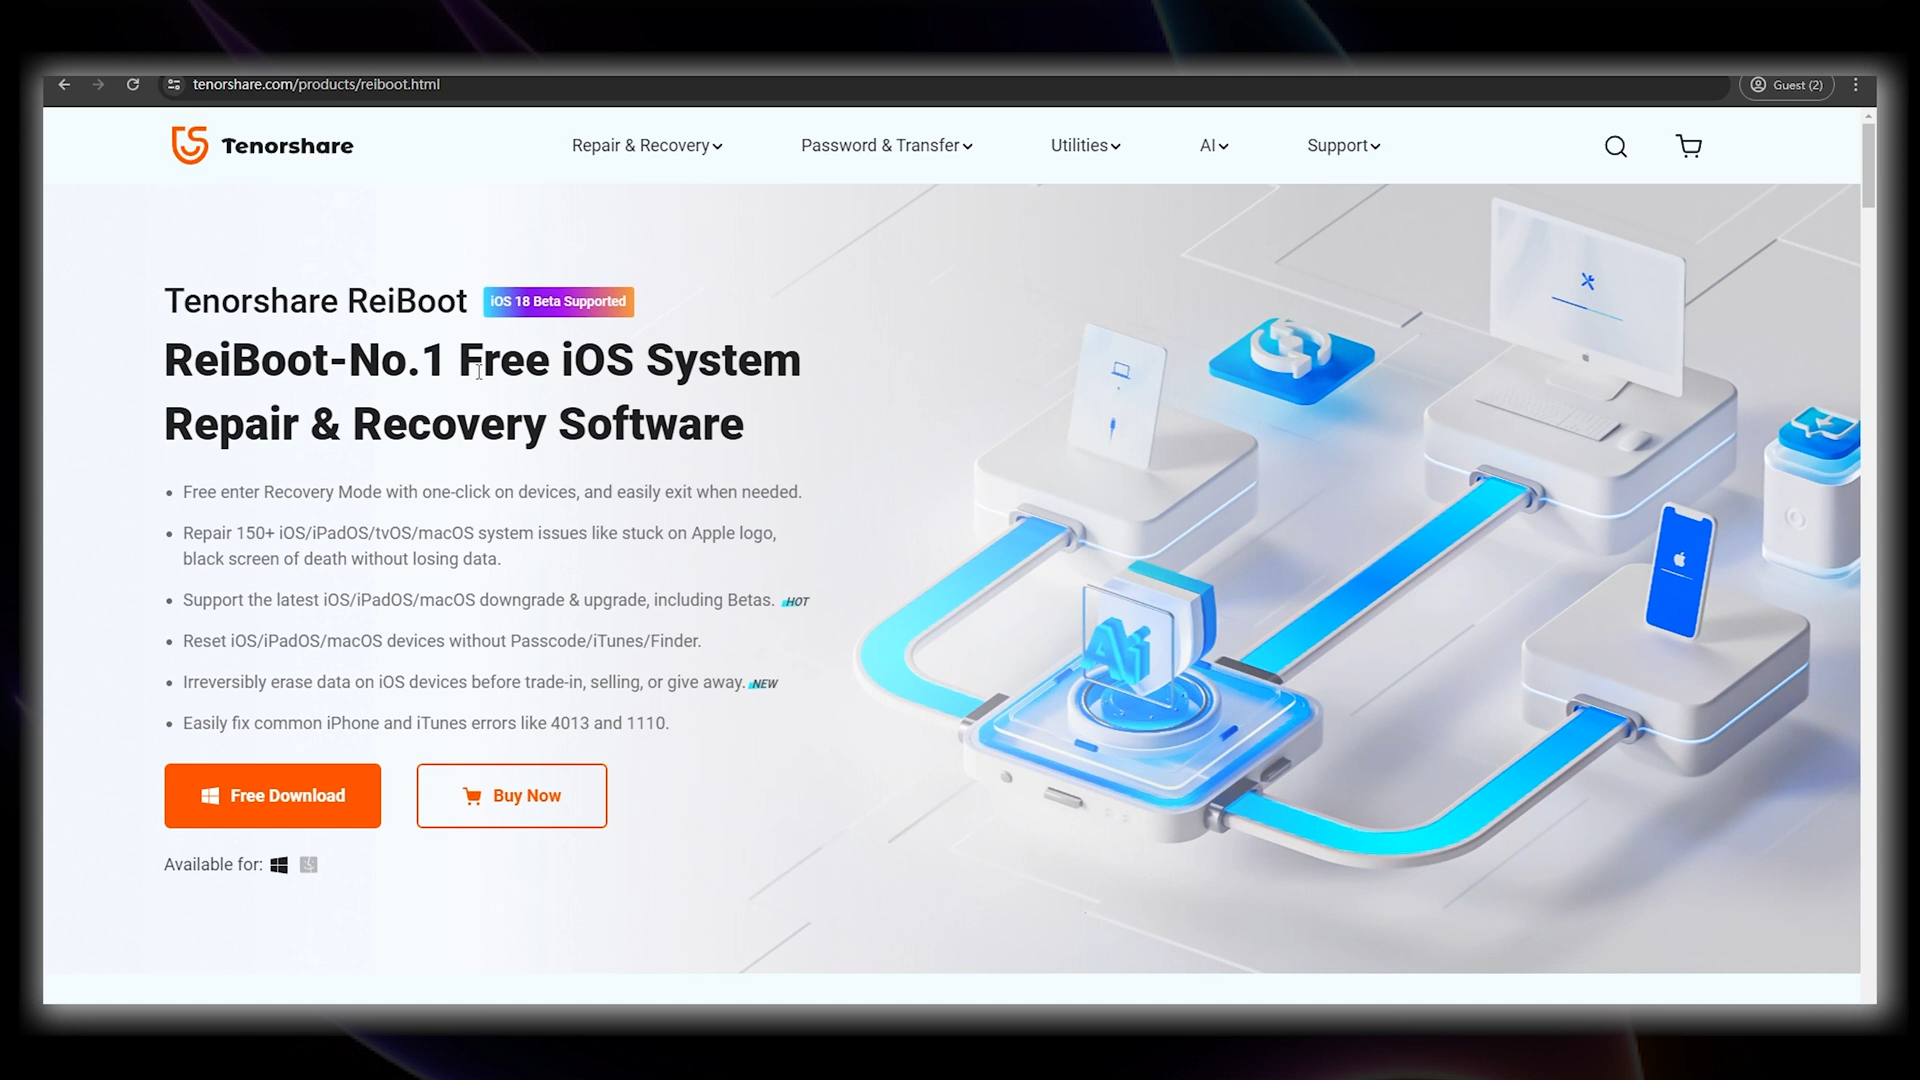 tenorshare.com/products/reiboot.html
Guest (2)
Tenorshare
Repair & Recovery
Password & Transfer
Utilities
AI
Support
Tenorshare ReiBoot
iOS 18 Beta Supported
ReiBoot-No.1 Free iOS System
Repair & Recovery Software
Free enter Recovery Mode with one-click on devices, and easily exit when needed.
Repair 150+ iOS/iPadOS/tvOS/macOS system issues like stuck on Apple logo,
black screen of death without losing data.
Support the latest iOS/iPadOS/macOS downgrade & upgrade, including Betas. HOT
Reset iOS/iPadOS/macOS devices without Passcode/iTunes/Finder.
Irreversibly erase data on iOS devices before trade-in, selling, or give away. NEW
Easily fix common iPhone and iTunes errors like 4013 and 1110.
Ai
Free Download
Buy Now
Available for: